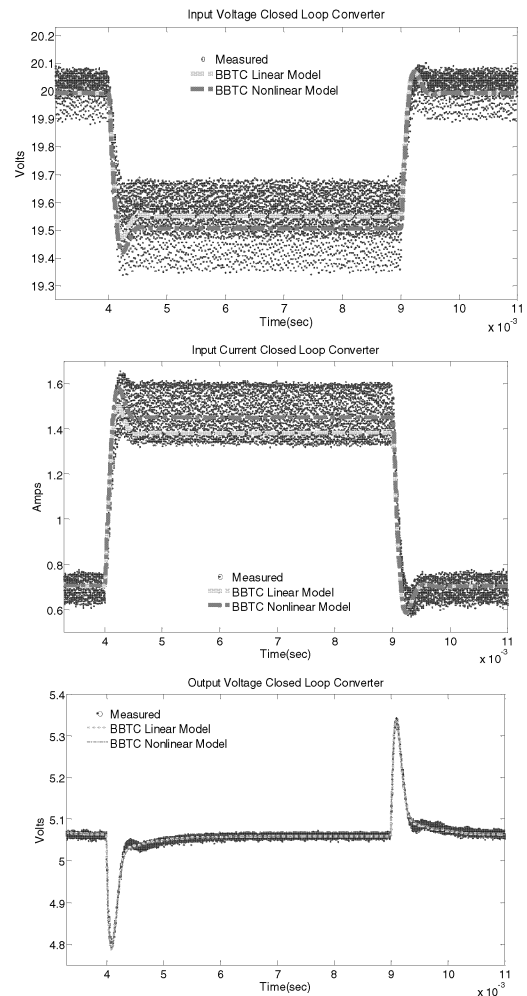 Input Voltage Closed Loop Converter
20.2
20.1
20
19.9
19.8
19.7
19.6
19.5
19.4
19.3
Volts
Measured
BBTC Linear Model
BBTC Nonlinear Model
4 5 6 7 8 9 10 11
Time(sec)
x 10⁻³
Input Current Closed Loop Converter
1.6
1.4
1.2
1
0.8
0.6
Amps
Measured
BBTC Linear Model
BBTC Nonlinear Model
4 5 6 7 8 9 10 11
Time(sec)
x 10⁻³
Output Voltage Closed Loop Converter
5.4
5.3
5.2
5.1
5
4.9
4.8
Volts
Measured
BBTC Linear Model
BBTC Nonlinear Model
4 5 6 7 8 9 10 11
Time(sec)
x 10⁻³